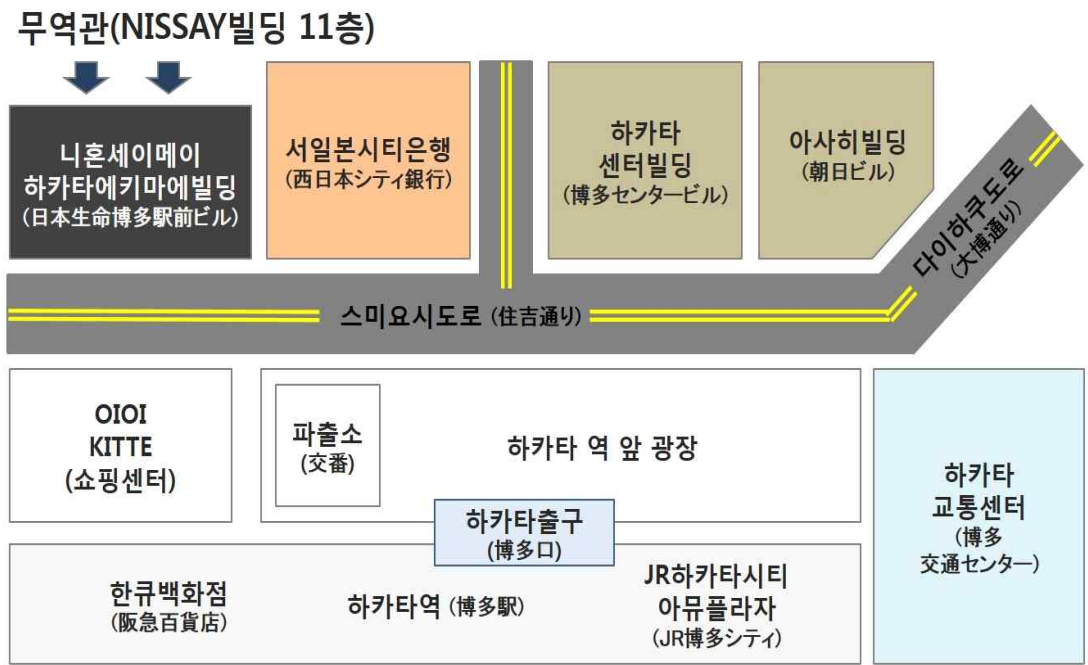 무역관(NISSAY빌딩 11층)
니혼세이메이
하카타에키마에빌딩
(日本生命博多駅前ビル)
서일본시티은행
(西日本シティ銀行)
하카타
센터빌딩
(博多センタービル)
아사히빌딩
(朝日ビル)
다이하쿠도로
(大博通り)
스미요시도로 (住吉通り)
OIOI
KITTE
(쇼핑센터)
파출소
(交番)
하카타 역 앞 광장
하카타
교통센터
(博多
交通センター)
하카타출구
(博多口)
한큐백화점
(阪急百貨店)
하카타역 (博多駅)
JR하카타시티
아뮤플라자
(JR博多シティ)